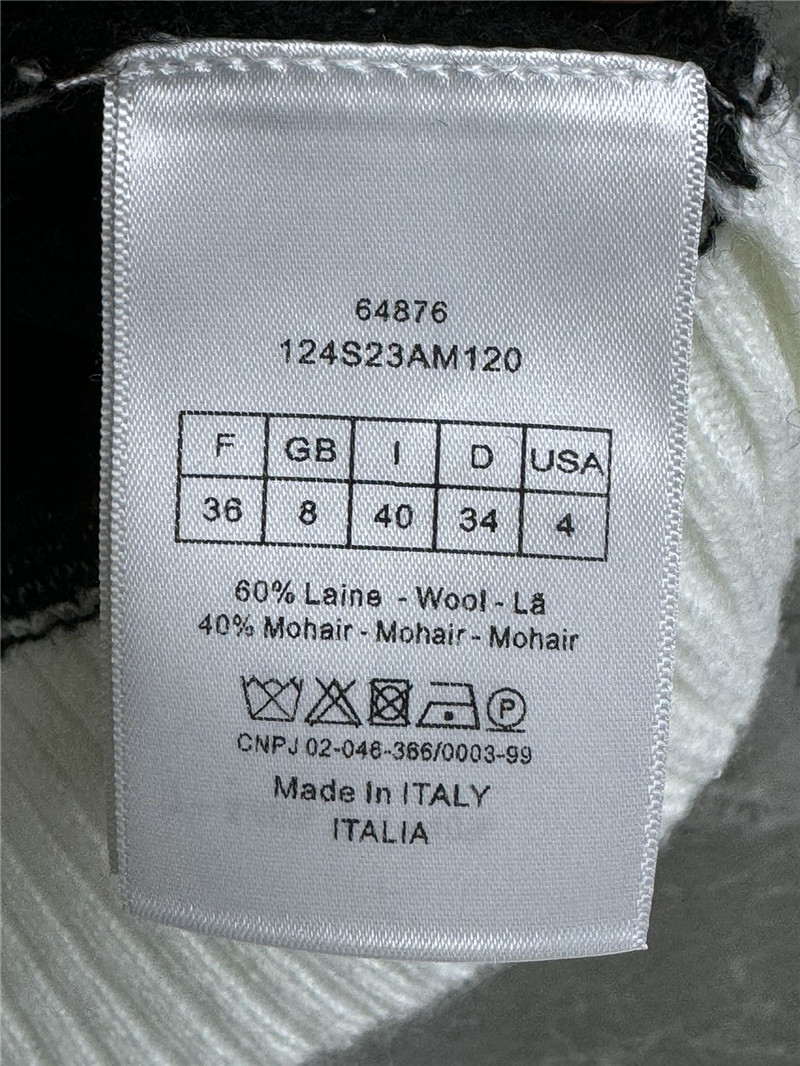 64876
124S23AM120
F GB I D USA
36 8 40 34 4
60% Laine - Wool - Lã
40% Mohair - Mohair - Mohair
P
CNPJ 02-046-366/0003-99
Made In ITALY
ITALIA